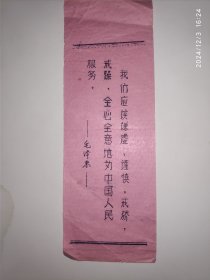 2024/12/3 16:24
我们应该谦虚，谨慎，戒骄，
戒躁，全心全意地为中国人民
服务。
——毛泽东